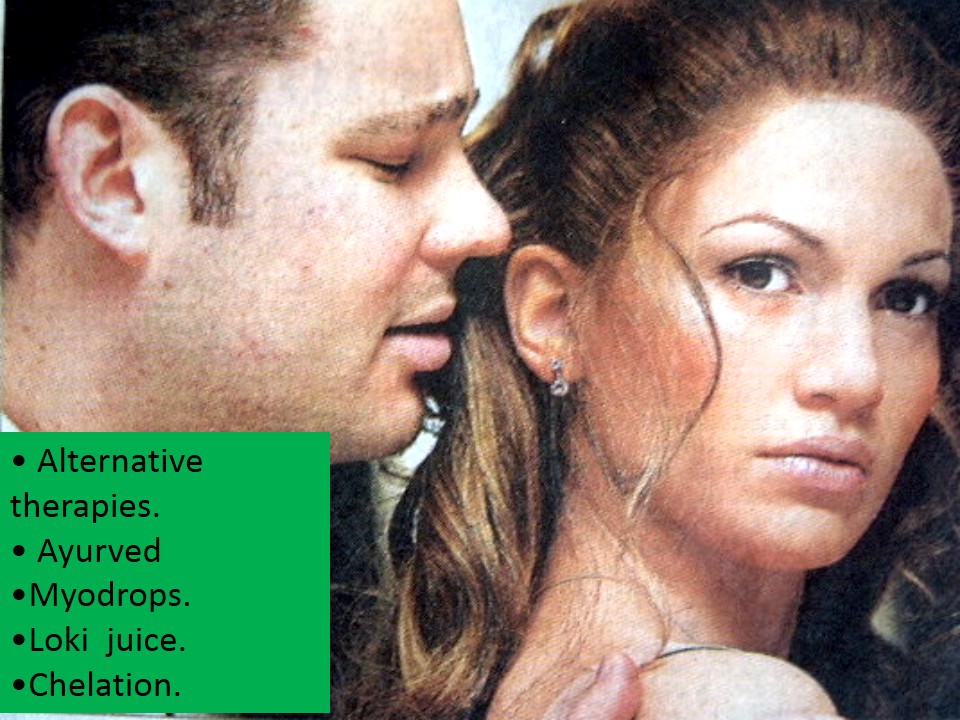 • Alternative
therapies.
• Ayurved
•Myodrops.
•Loki  juice.
•Chelation.